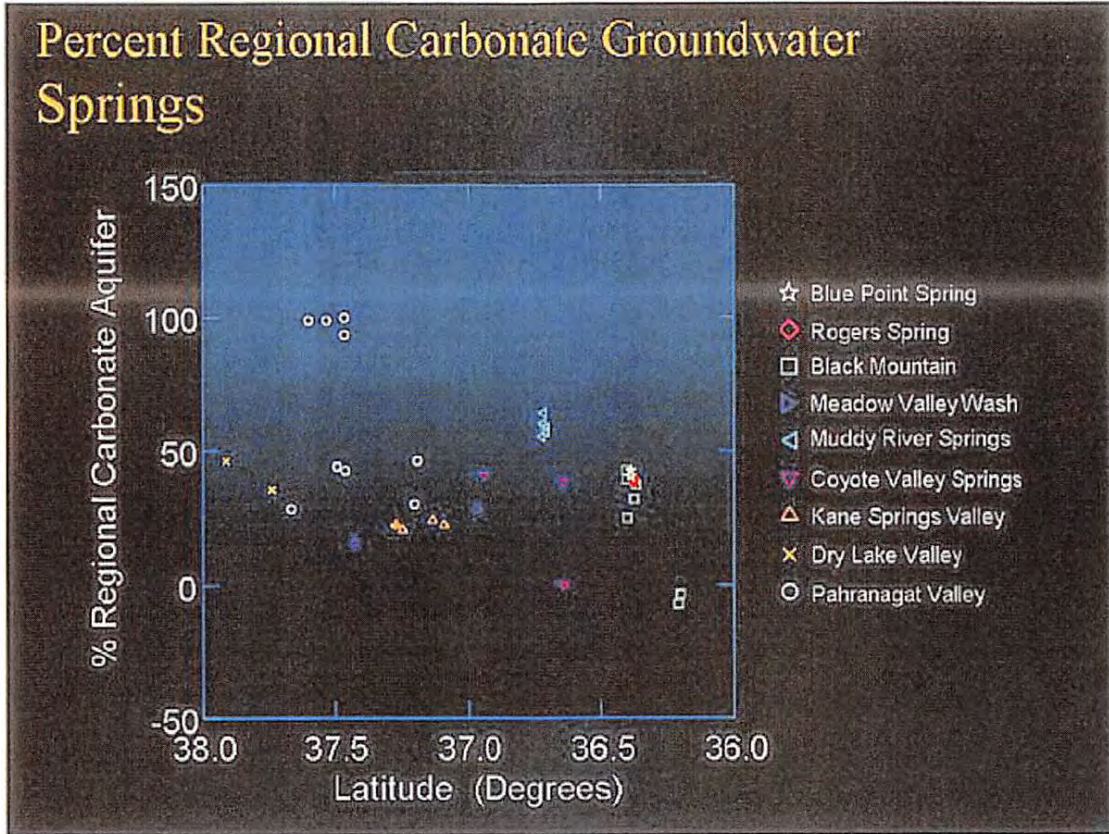 Percent Regional Carbonate Groundwater
Springs
% Regional Carbonate Aquifer
150
100
50
0
-50
38.0 37.5 37.0 36.5 36.0
Latitude (Degrees)
Blue Point Spring
Rogers Spring
Black Mountain
Meadow Valley Wash
Muddy River Springs
Coyote Valley Springs
Kane Springs Valley
Dry Lake Valley
Pahranagat Valley